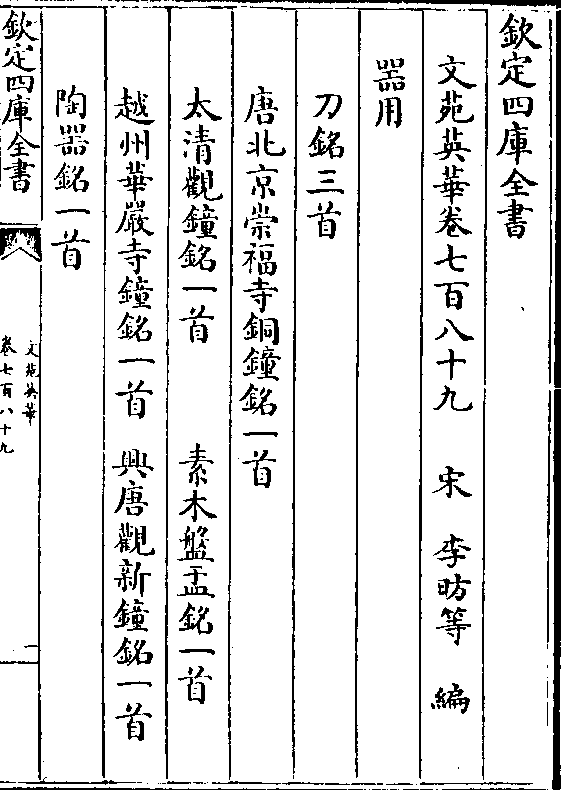 欽定四庫全書
文苑英華卷七百八十九 宋 李昉等 編
器用
刀銘三首
唐北京崇福寺銅鐘銘一首
太清觀鐘銘一首 素木盤盂銘一首
越州華嚴寺鐘銘一首 興唐觀新鐘銘一首
陶器銘一首
欽定四庫全書
文苑英華
卷七百八十九
一